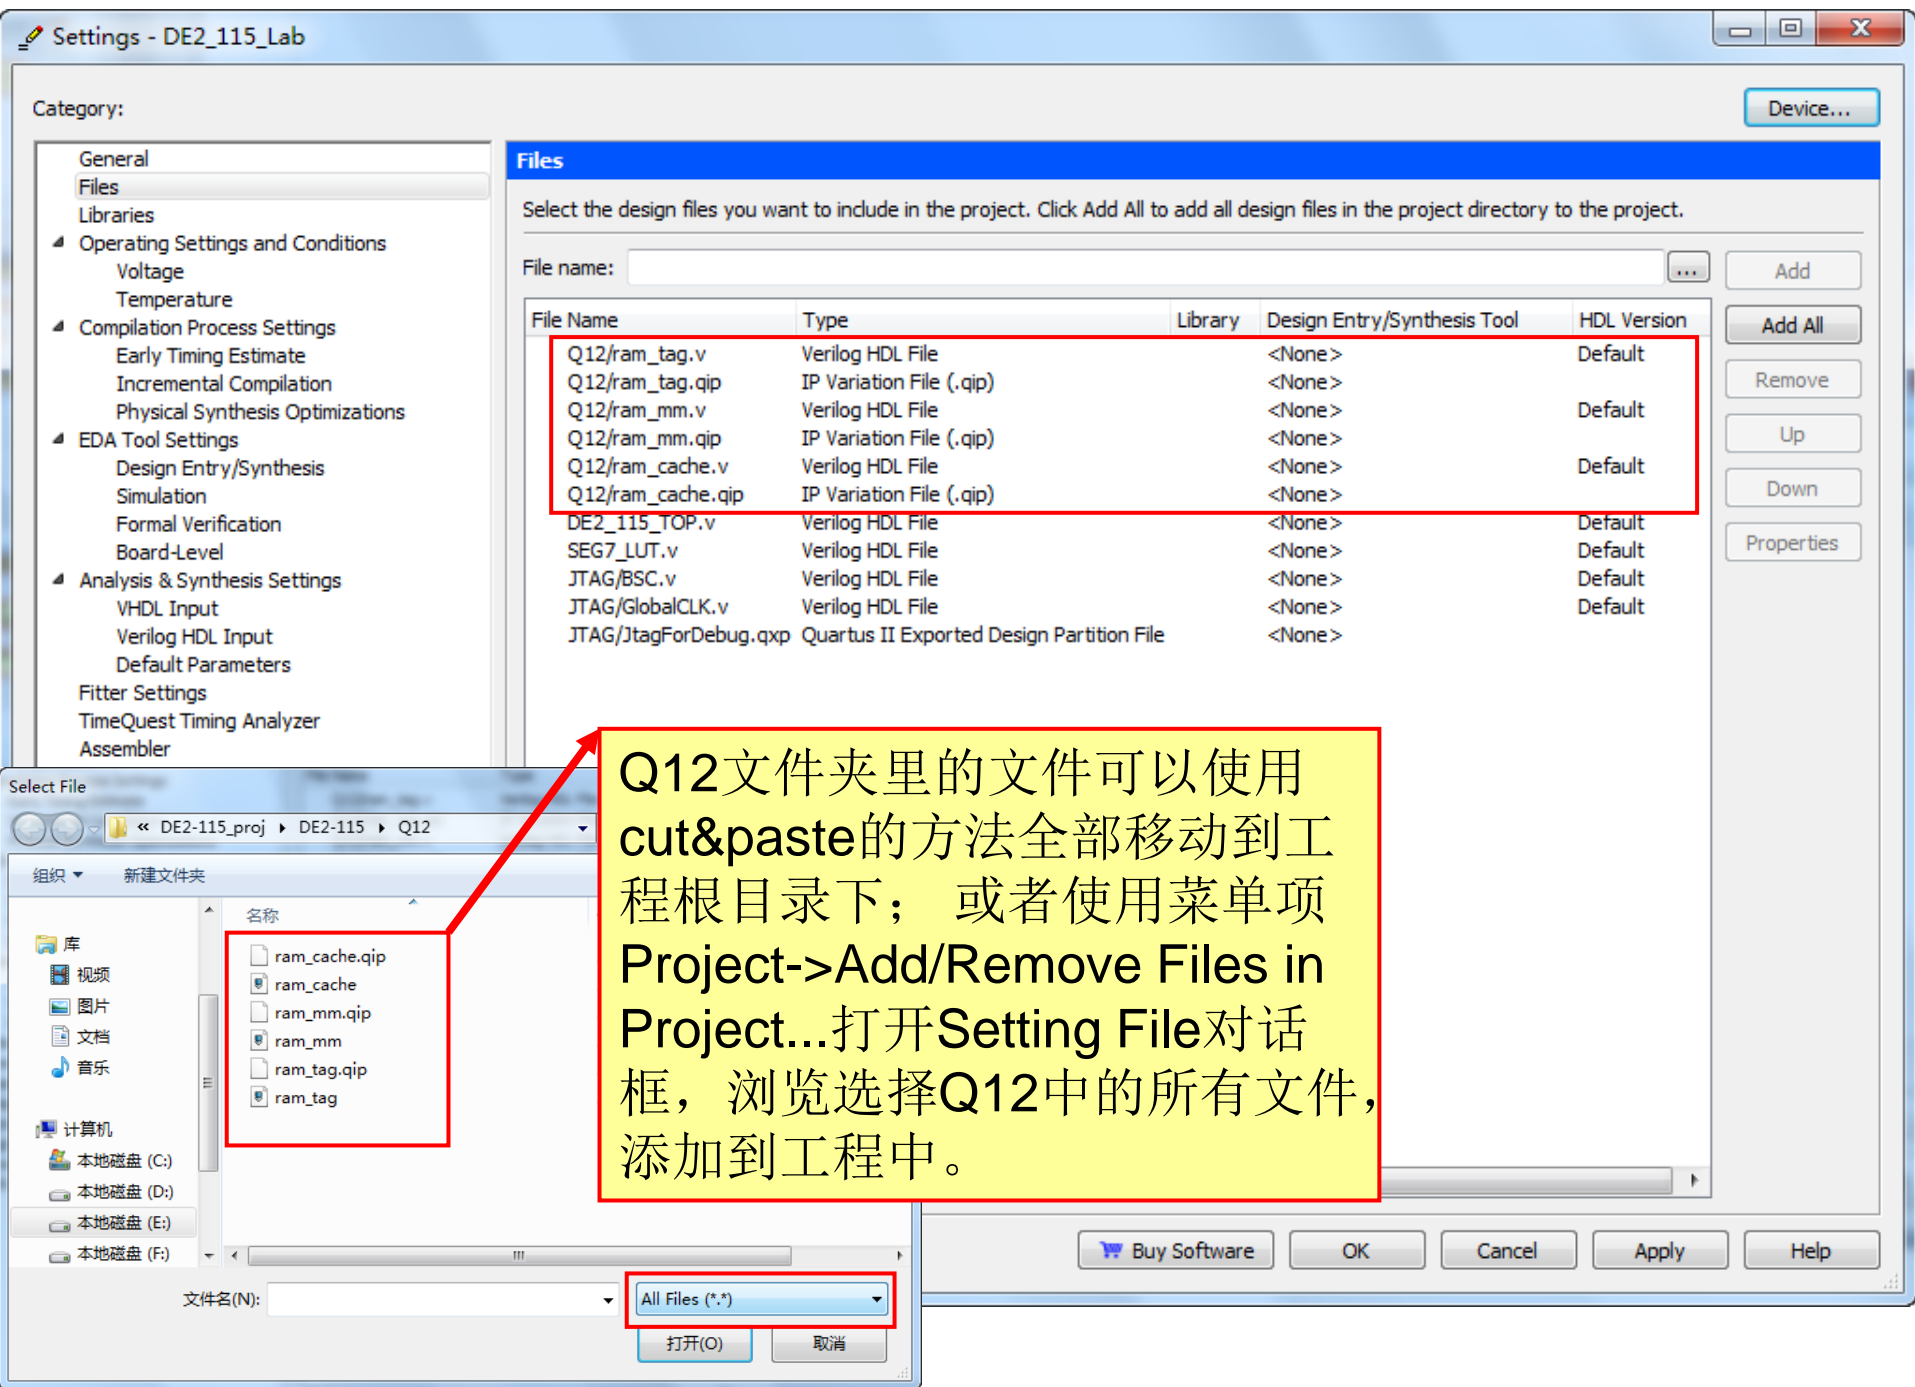 Settings - DE2_115_Lab
Category:
Device...
General
Files
Libraries
Operating Settings and Conditions
Voltage
Temperature
Compilation Process Settings
Early Timing Estimate
Incremental Compilation
Physical Synthesis Optimizations
EDA Tool Settings
Design Entry/Synthesis
Simulation
Formal Verification
Board-Level
Analysis & Synthesis Settings
VHDL Input
Verilog HDL Input
Default Parameters
Fitter Settings
TimeQuest Timing Analyzer
Assembler
Files
Select the design files you want to include in the project. Click Add All to add all design files in the project directory to the project.
File name: ... Add
File Name Type Library Design Entry/Synthesis Tool HDL Version Add All
Q12/ram_tag.v Verilog HDL File <None> Default
Q12/ram_tag.qip IP Variation File (.qip) <None> Remove
Q12/ram_mm.v Verilog HDL File <None> Default
Q12/ram_mm.qip IP Variation File (.qip) <None> Up
Q12/ram_cache.v Verilog HDL File <None> Default
Q12/ram_cache.qip IP Variation File (.qip) <None> Down
DE2_115_TOP.v Verilog HDL File <None> Default
SEG7_LUT.v Verilog HDL File <None> Default Properties
JTAG/BSC.v Verilog HDL File <None> Default
JTAG/GlobalCLK.v Verilog HDL File <None> Default
JTAG/JtagForDebug.qxp Quartus II Exported Design Partition File <None>
Q12文件夹里的文件可以使用
cut&paste的方法全部移动到工
程根目录下; 或者使用菜单项
Project->Add/Remove Files in
Project...打开Setting File对话
框，浏览选择Q12中的所有文件，
添加到工程中。
Select File
« DE2-115_proj ▸ DE2-115 ▸ Q12
组织 新建文件夹
名称
库
视频
图片
文档
音乐
计算机
本地磁盘 (C:)
本地磁盘 (D:)
本地磁盘 (E:)
本地磁盘 (F:)
ram_cache.qip
ram_cache
ram_mm.qip
ram_mm
ram_tag.qip
ram_tag
文件名(N): All Files (*.*)
打开(O) 取消
Buy Software OK Cancel Apply Help